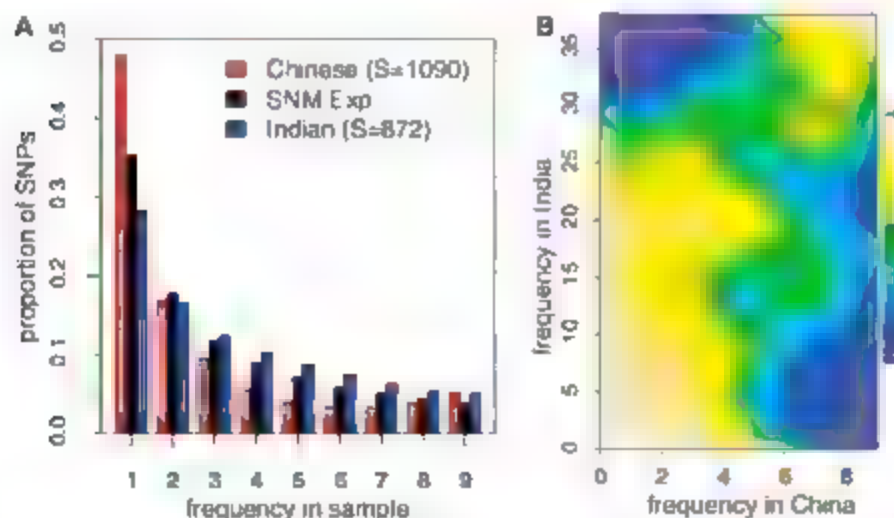 A
Chinese (S=1090)
SNM Exp
Indian (S=872)
proportion of SNPs
0.5
0.4
0.3
0.2
0.1
0.0
1 2 3 4 5 6 7 8 9
frequency in sample
B
frequency in India
35
30
25
20
15
10
5
0
0 2 4 6 8
frequency in China